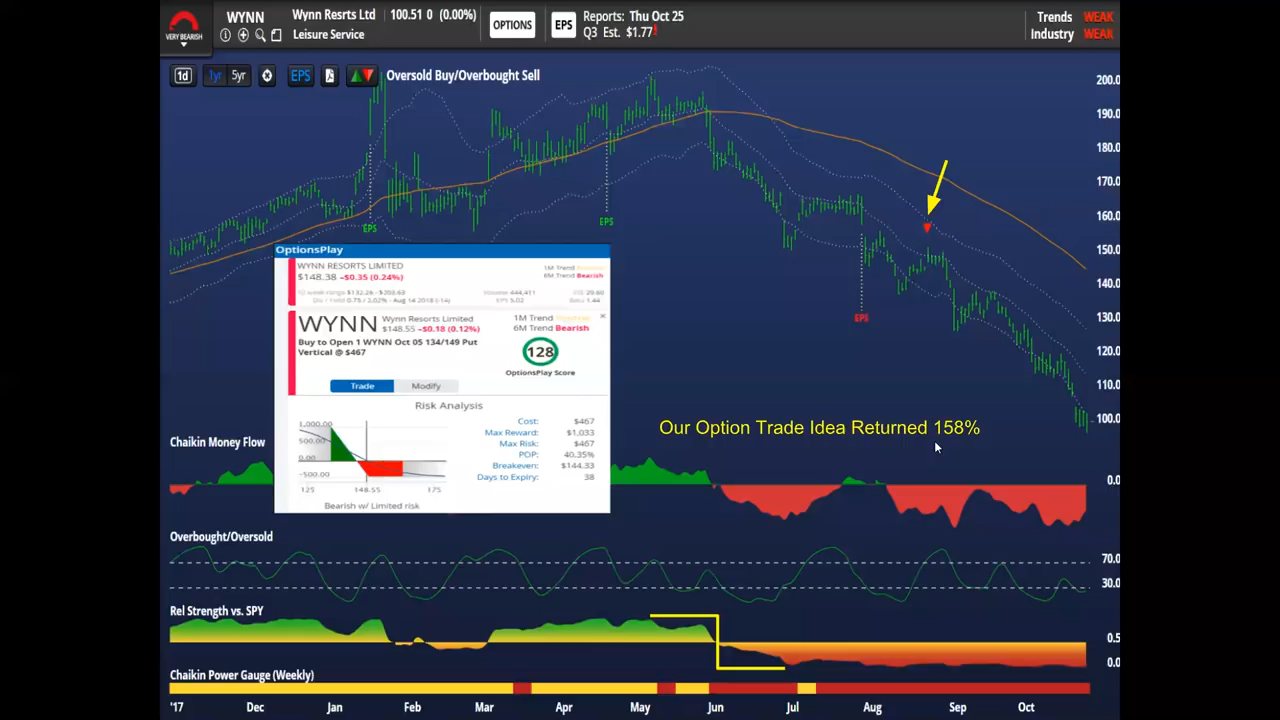 WYNN
Wynn Resrts Ltd
100.51 0 (0.00%)
Leisure Service
VERY BEARISH
OPTIONS
EPS
Reports: Thu Oct 25
Q3 Est. $1.77!
Trends WEAK
Industry WEAK
1d
1yr 5yr
EPS
Oversold Buy/Overbought Sell
200.0
190.0
180.0
170.0
160.0
150.0
140.0
130.0
120.0
110.0
100.0
EPS
EPS
EPS
OptionsPlay
WYNN RESORTS LIMITED
$148.38 −$0.35 (0.24%)
1M Trend
6M Trend Bearish
WYNN
Wynn Resorts Limited
$148.55 −$0.18 (0.12%)
1M Trend
6M Trend Bearish
Buy to Open 1 WYNN Oct 05 134/149 Put
Vertical @ $467
128
OptionsPlay Score
Trade Modify
Risk Analysis
1,000.00
500.00
0.00
−500.00
125 148.55 175
Bearish w/ Limited risk
Cost: $467
Max Reward: $1,033
Max Risk: $467
POP: 40.35%
Breakeven: $144.33
Days to Expiry: 38
Our Option Trade Idea Returned 158%
Chaikin Money Flow
0.0
Overbought/Oversold
70.0
30.0
Rel Strength vs. SPY
0.5
0.0
Chaikin Power Gauge (Weekly)
'17 Dec Jan Feb Mar Apr May Jun Jul Aug Sep Oct